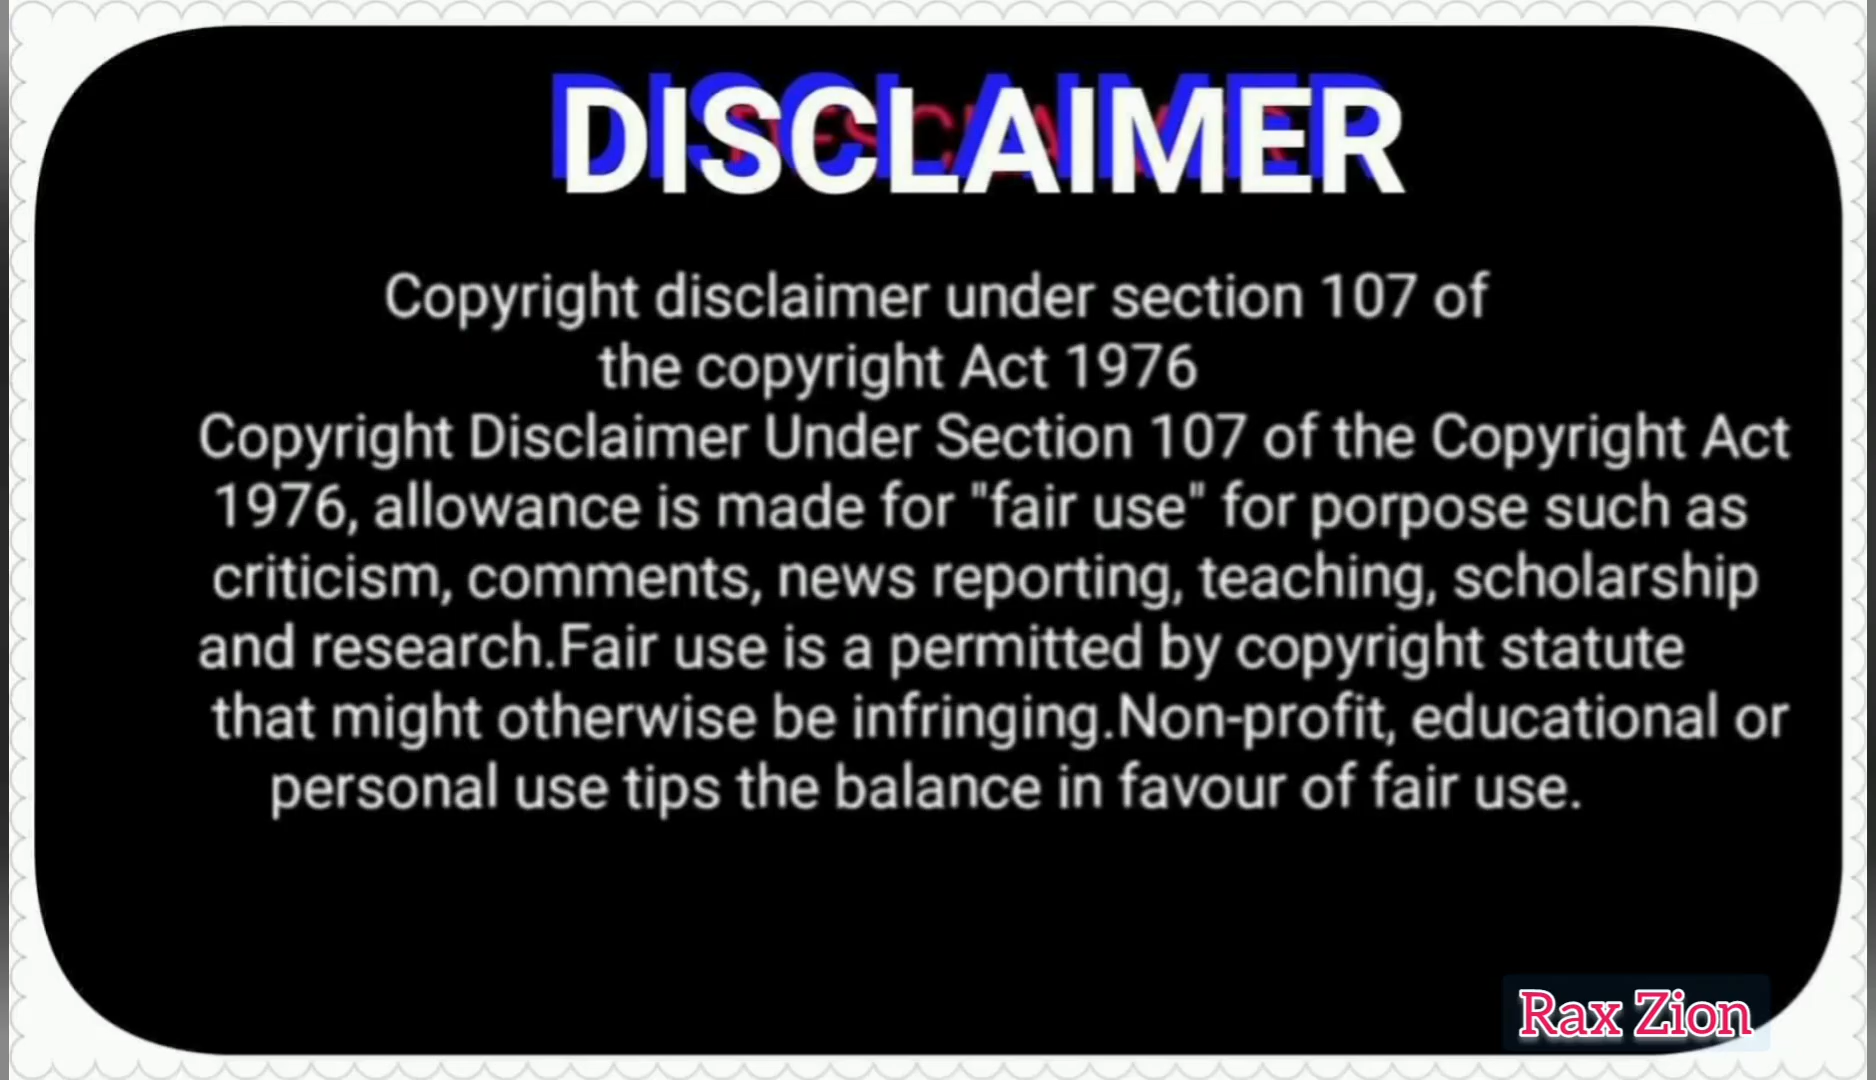 DISCLAIMER
Copyright disclaimer under section 107 of
the copyright Act 1976
Copyright Disclaimer Under Section 107 of the Copyright Act
1976, allowance is made for "fair use" for porpose such as
criticism, comments, news reporting, teaching, scholarship
and research.Fair use is a permitted by copyright statute
that might otherwise be infringing.Non-profit, educational or
personal use tips the balance in favour of fair use.
Rax Zion